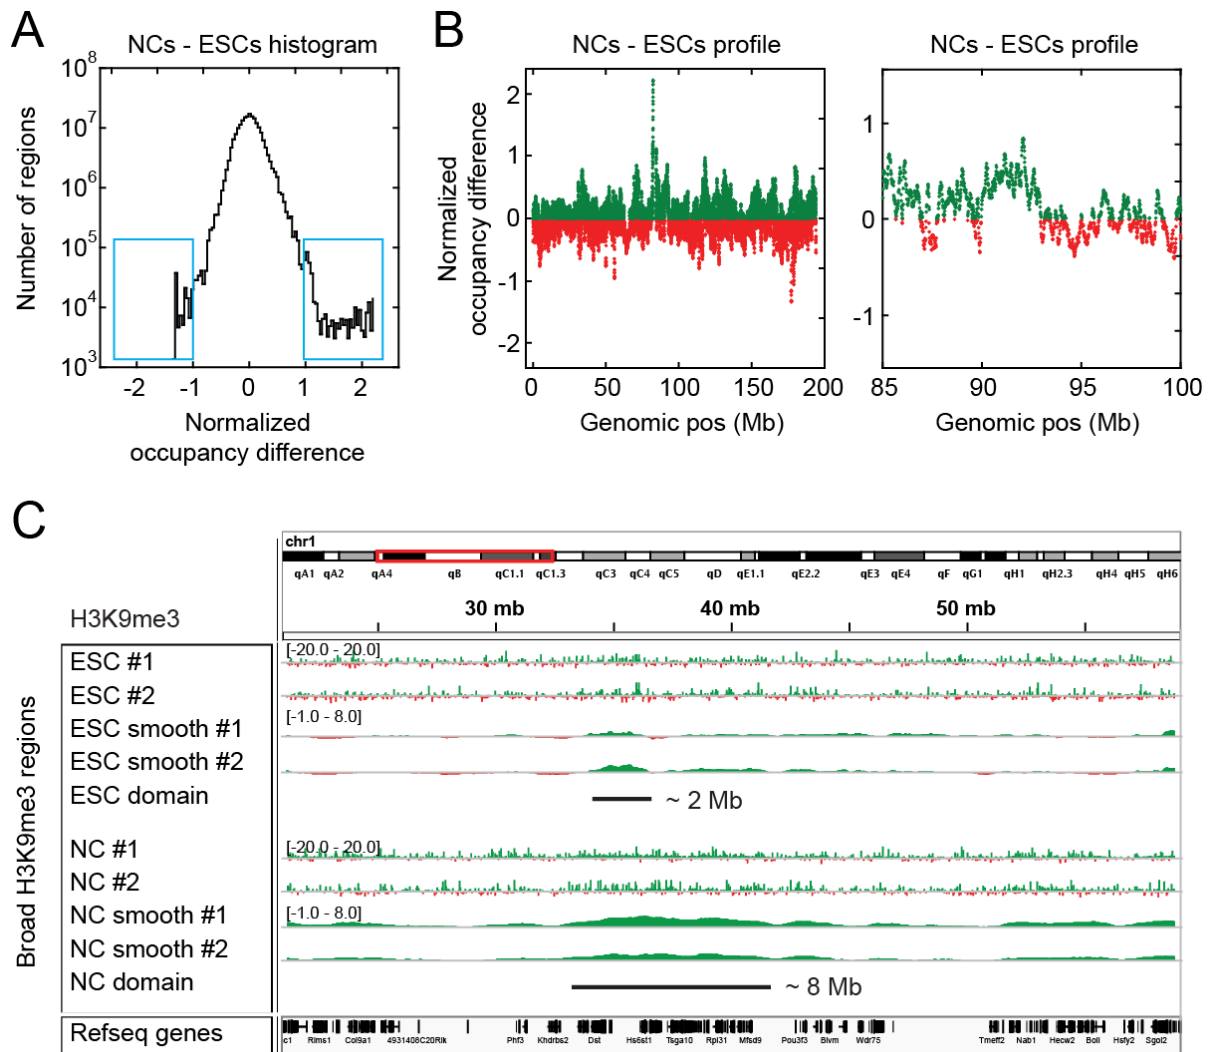 A
NCs - ESCs histogram
Number of regions
10^8
10^7
10^6
10^5
10^4
10^3
-2 -1 0 1 2
Normalized
occupancy difference
B
NCs - ESCs profile
Normalized
occupancy difference
2
1
0
-1
-2
0 50 100 150 200
Genomic pos (Mb)
NCs - ESCs profile
1
0
-1
85 90 95 100
Genomic pos (Mb)
C
chr1
qA1 qA2 qA4 qB qC1.1 qC1.3 qC3 qC4 qC5 qD qE1.1 qE2.2 qE3 qE4 qF qG1 qH1 qH2.3 qH4 qH5 qH6
30 mb 40 mb 50 mb
H3K9me3
Broad H3K9me3 regions
ESC #1 [-20.0 - 20.0]
ESC #2
ESC smooth #1 [-1.0 - 8.0]
ESC smooth #2
ESC domain ~ 2 Mb
NC #1 [-20.0 - 20.0]
NC #2
NC smooth #1 [-1.0 - 8.0]
NC smooth #2
NC domain ~ 8 Mb
Refseq genes
c1 Rims1 Col9a1 4931408C20Rik Phf3 Khdrbs2 Dst Hs6st1 Tsga10 Rpl31 Mfsd9 Pou3f3 Bivm Wdr75 Tmeff2 Nab1 Hecw2 Boll Hsfy2 Sgol2